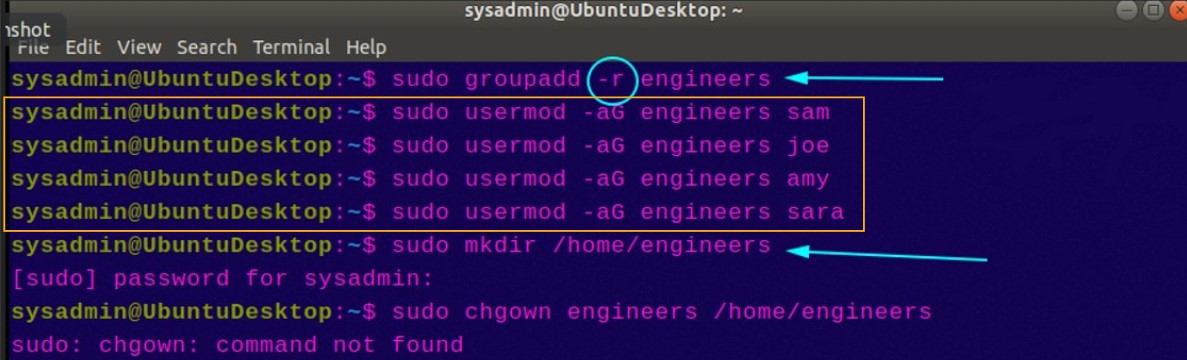 sysadmin@UbuntuDesktop: ~
nshot
File Edit View Search Terminal Help
sysadmin@UbuntuDesktop:~$ sudo groupadd -r engineers
sysadmin@UbuntuDesktop:~$ sudo usermod -aG engineers sam
sysadmin@UbuntuDesktop:~$ sudo usermod -aG engineers joe
sysadmin@UbuntuDesktop:~$ sudo usermod -aG engineers amy
sysadmin@UbuntuDesktop:~$ sudo usermod -aG engineers sara
sysadmin@UbuntuDesktop:~$ sudo mkdir /home/engineers
[sudo] password for sysadmin:
sysadmin@UbuntuDesktop:~$ sudo chgown engineers /home/engineers
sudo: chgown: command not found